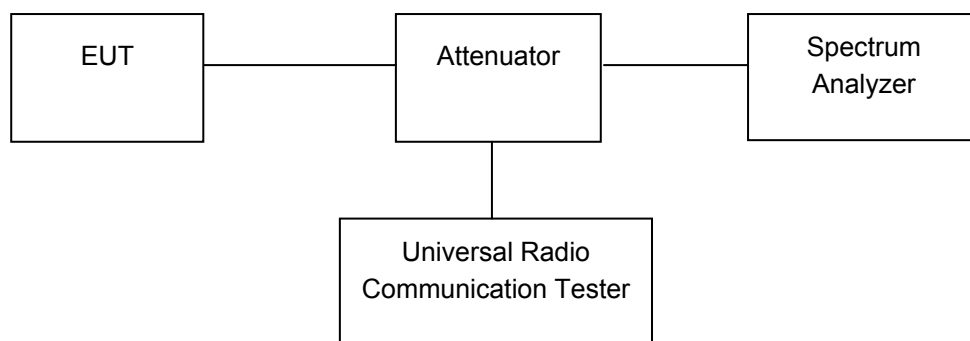 EUT
Attenuator
Spectrum
Analyzer
Universal Radio
Communication Tester